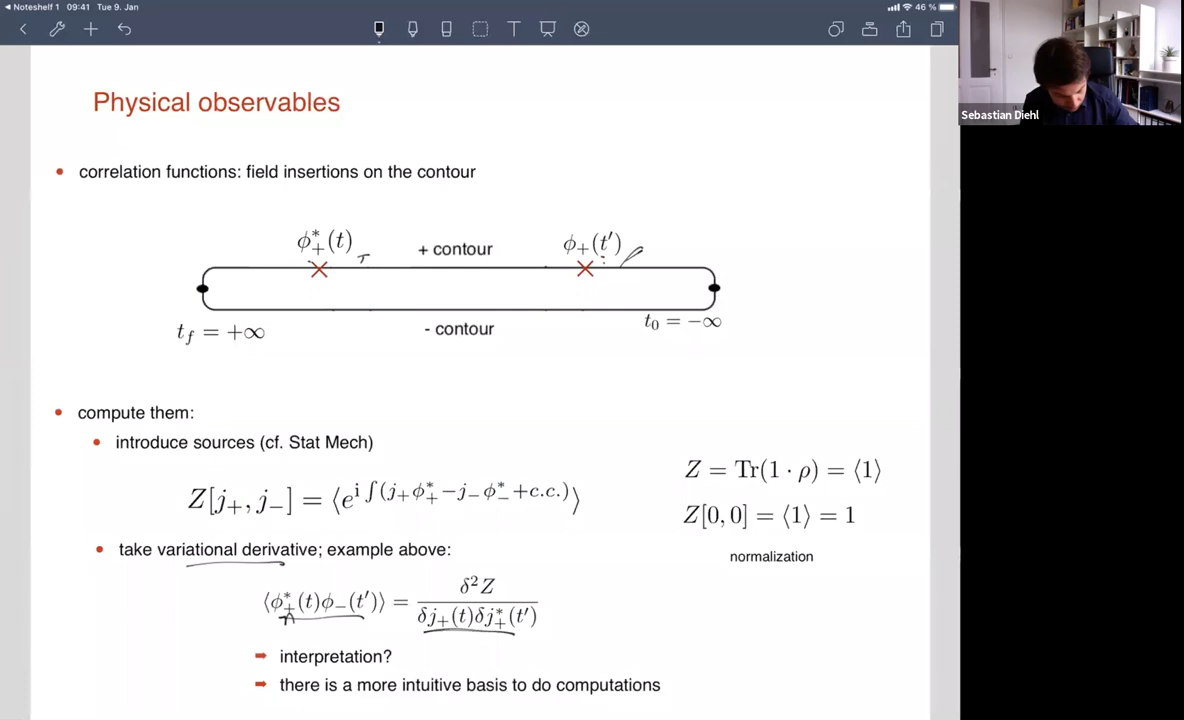 Noteshelf 1 09:41 Tue 9. Jan
46 %
Sebastian Diehl
Physical observables
• correlation functions: field insertions on the contour
ϕ₊*(t)
+ contour
ϕ₊(t′)
t_f = +∞
- contour
t₀ = −∞
• compute them:
• introduce sources (cf. Stat Mech)
Z[j₊, j₋] = ⟨e^{i ∫(j₊ϕ₊* − j₋ϕ₋* + c.c.)}⟩
Z = Tr(1 · ρ) = ⟨1⟩
Z[0, 0] = ⟨1⟩ = 1
normalization
• take variational derivative; example above:
⟨ϕ₊*(t)ϕ₋(t′)⟩ = δ²Z / δj₊(t)δj₊*(t′)
➡ interpretation?
➡ there is a more intuitive basis to do computations